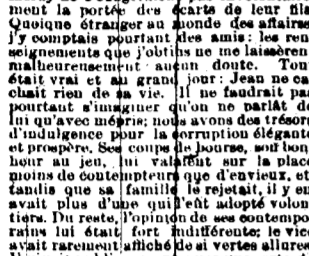 ment la portée des écarts de leur fils
Quoique étranger au monde des affaires
j'y comptais pourtant des amis: les ren
seignements que j'obtins ne me laissèren
malheureusement aucun doute. Tou
était vrai et au grand jour: Jean ne ca
chait rien de sa vie. Il ne faudrait pa
pourtant s'imaginer qu'on ne parlât de
lui qu'avec mépris; nous avons des trésors
d'indulgence pour la corruption élégante
et prospère. Ses coups de bourse, son bon
heur au jeu, lui valaient sur la place
moins de contempteurs que d'envieux, et
tandis que sa famille le rejetait, il y en
avait plus d'une qui l'eût adopté volon
tiers. Du reste, l'opinion de ses contempo
rains lui était fort indifférente; le vice
avait rarement affiché de si vertes allures